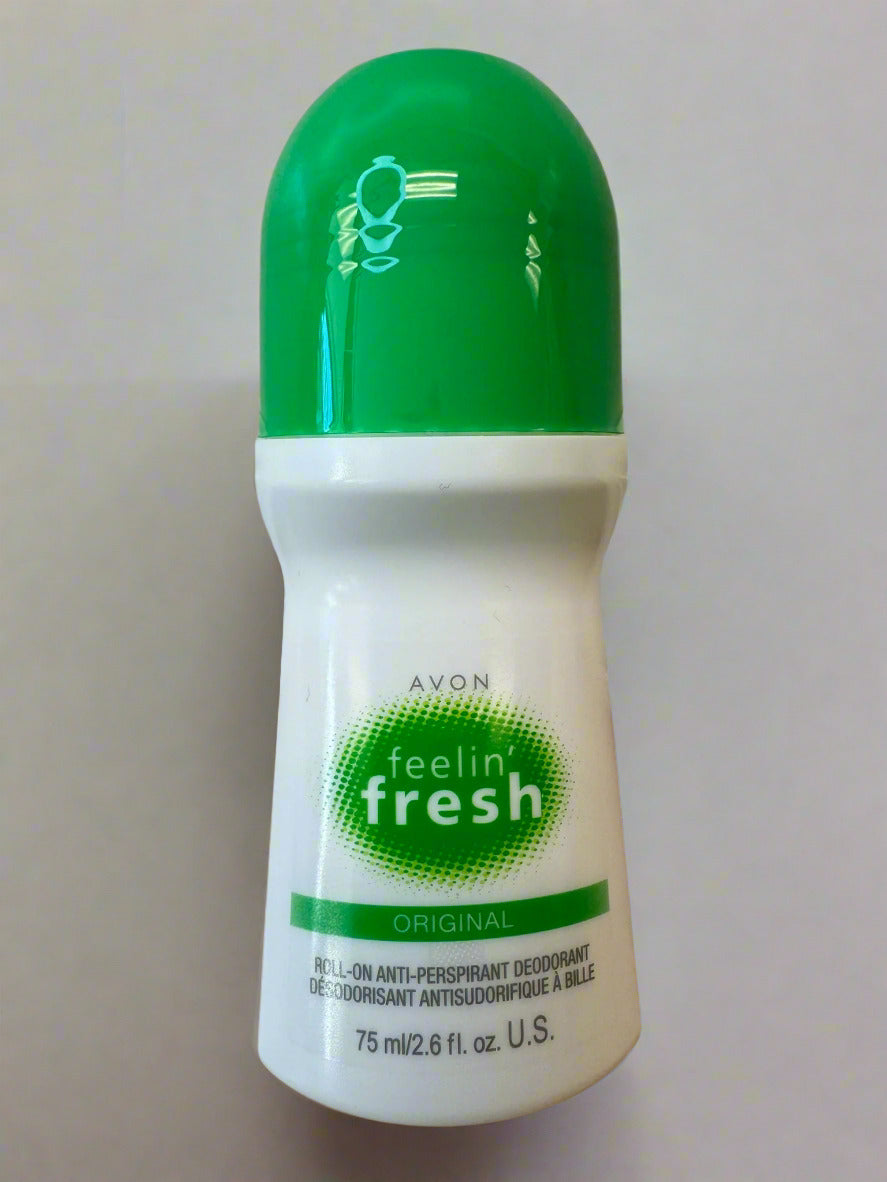 AVON
feelin'
fresh
ORIGINAL
ROLL-ON ANTI-PERSPIRANT DEODORANT
DÉSODORISANT ANTISUDORIFIQUE À BILLE
75 ml/2.6 fl. oz. U.S.